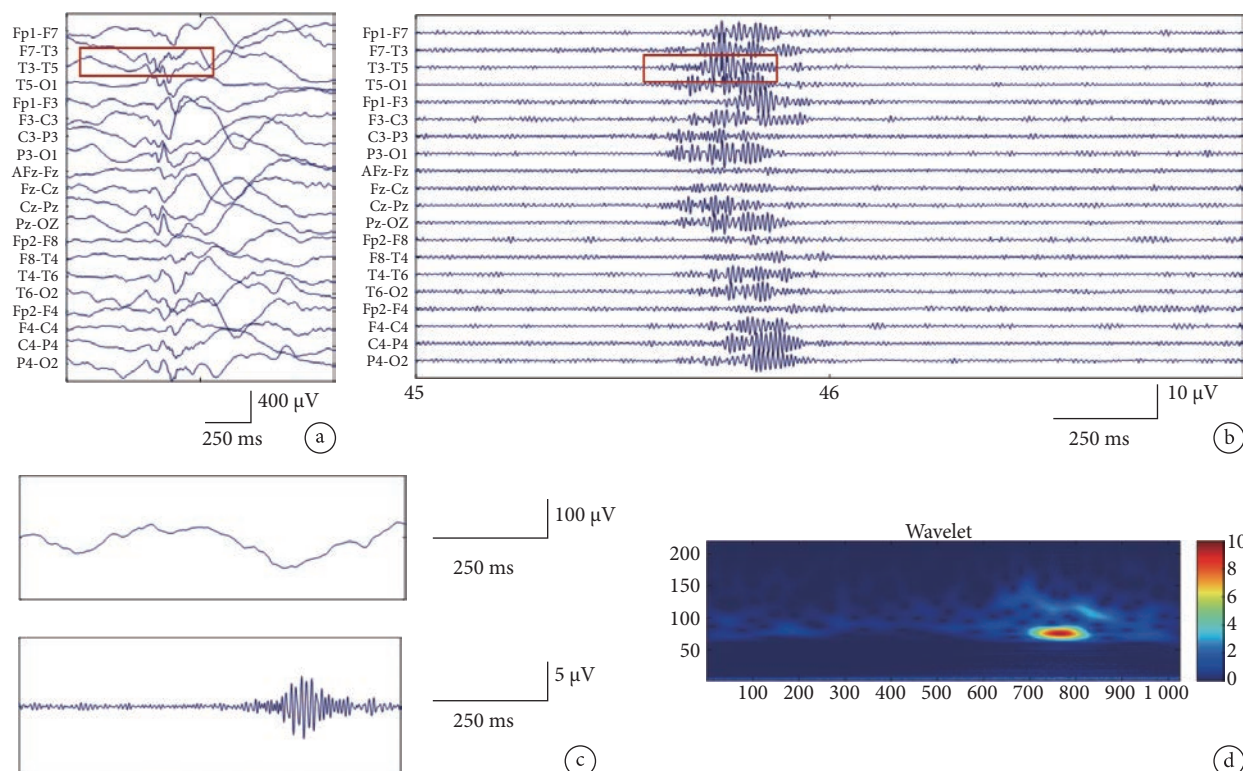 Fp1-F7
F7-T3
T3-T5
T5-O1
Fp1-F3
F3-C3
C3-P3
P3-O1
AFz-Fz
Fz-Cz
Cz-Pz
Pz-OZ
Fp2-F8
F8-T4
T4-T6
T6-O2
Fp2-F4
F4-C4
C4-P4
P4-O2
400 µV
250 ms
a
Fp1-F7
F7-T3
T3-T5
T5-O1
Fp1-F3
F3-C3
C3-P3
P3-O1
AFz-Fz
Fz-Cz
Cz-Pz
Pz-OZ
Fp2-F8
F8-T4
T4-T6
T6-O2
Fp2-F4
F4-C4
C4-P4
P4-O2
45 46
10 µV
250 ms
b
100 µV
250 ms
5 µV
250 ms
c
Wavelet
200
150
100
50
100 200 300 400 500 600 700 800 900 1 000
10
8
6
4
2
0
d